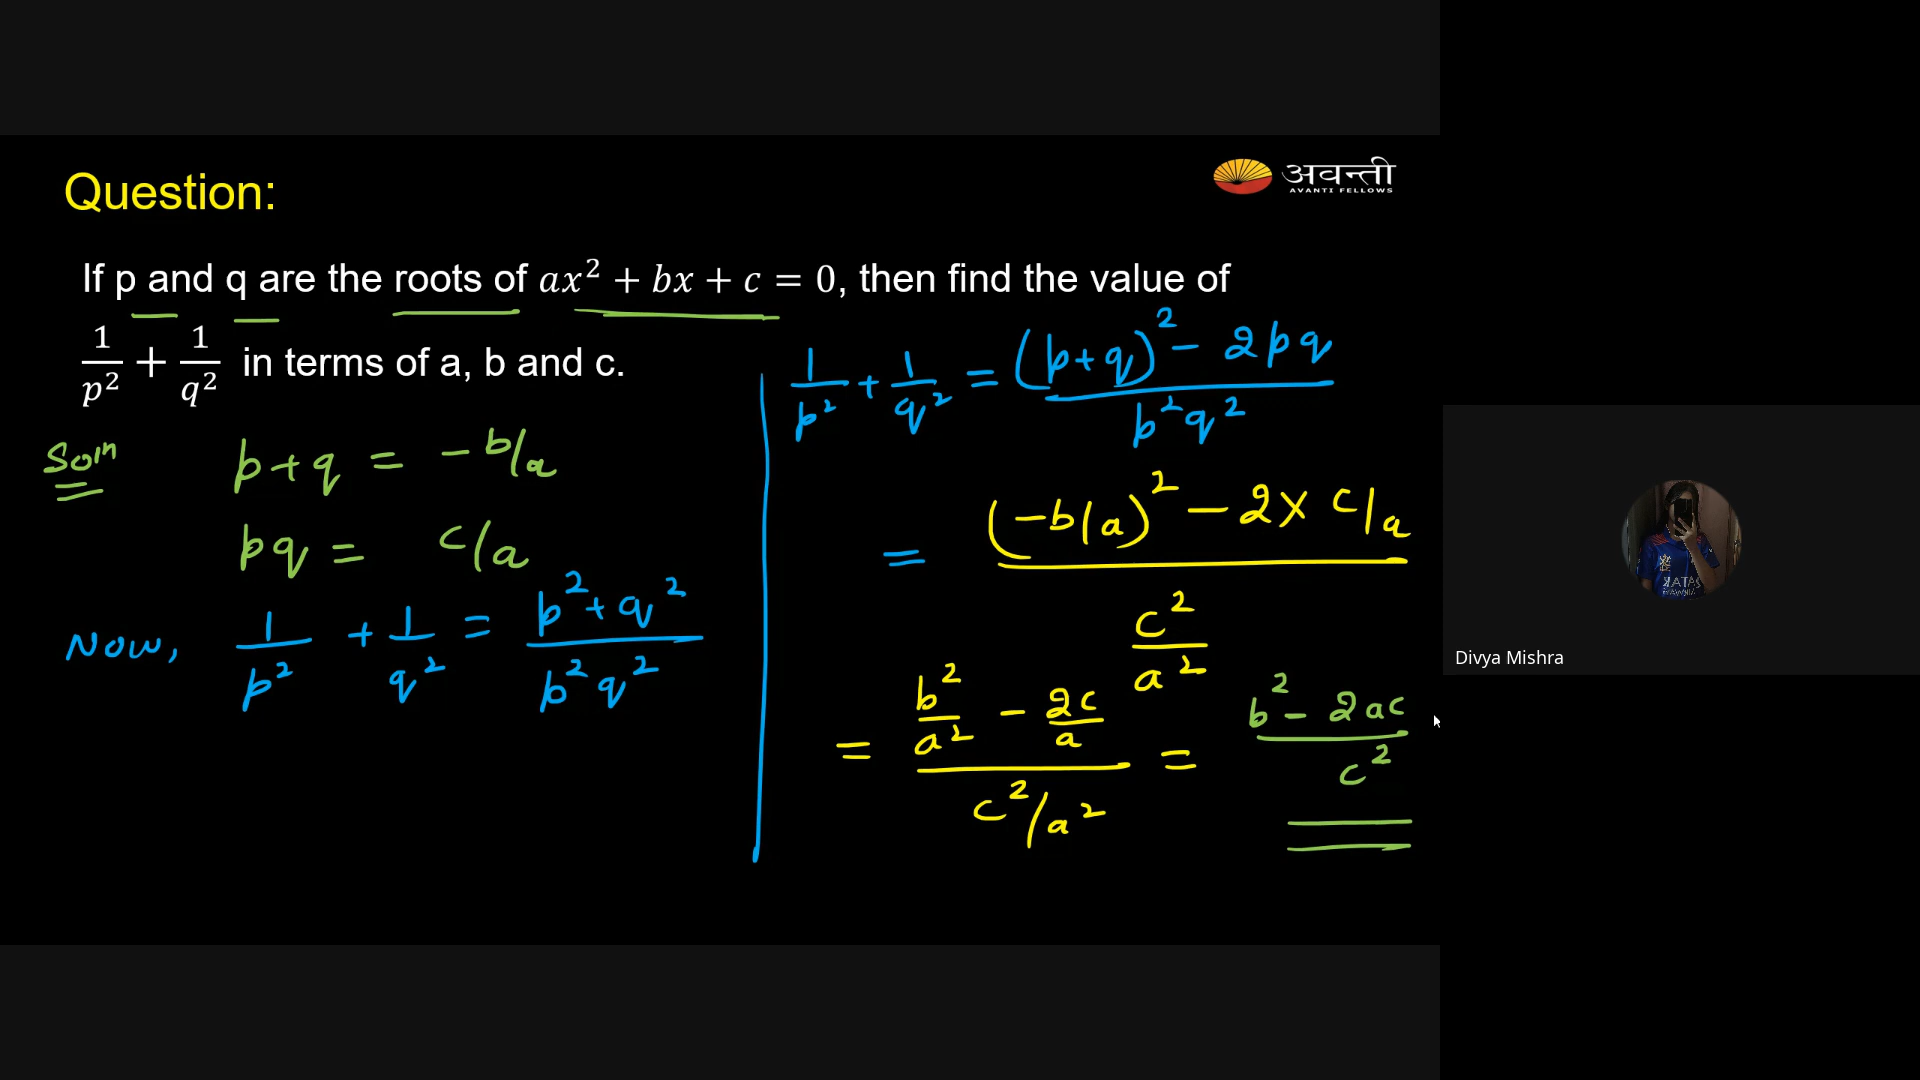 Question:
अवन्ती
AVANTI FELLOWS
If p and q are the roots of ax² + bx + c = 0, then find the value of
1/p² + 1/q² in terms of a, b and c.
Soln
p+q = -b/a
pq = c/a
Now, 1/p² + 1/q² = p²+q²/p²q²
1/p² + 1/q² = (p+q)² - 2pq/p²q²
= (-b/a)² - 2x c/a / c²/a²
= b²/a² - 2c/a / c²/a² = b² - 2ac/c²
Divya Mishra